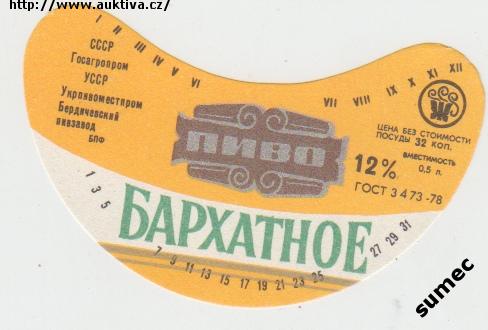 http://www.auktiva.cz/
I II III IV V VI
VII VIII IX X XI XII
СССР
Госагропром
УССР
Укрпивоместпром
Бердичевский
пивзавод
БПФ
ПИВО
Ж
ЦЕНА БЕЗ СТОИМОСТИ
ПОСУДЫ 32 КОП.
12%
ВМЕСТИМОСТЬ
0,5 л.
ГОСТ 3473-78
БАРХАТНОЕ
1 3 5
7 9 11 13 15 17 19 21 23 25
27 29 31
sumec